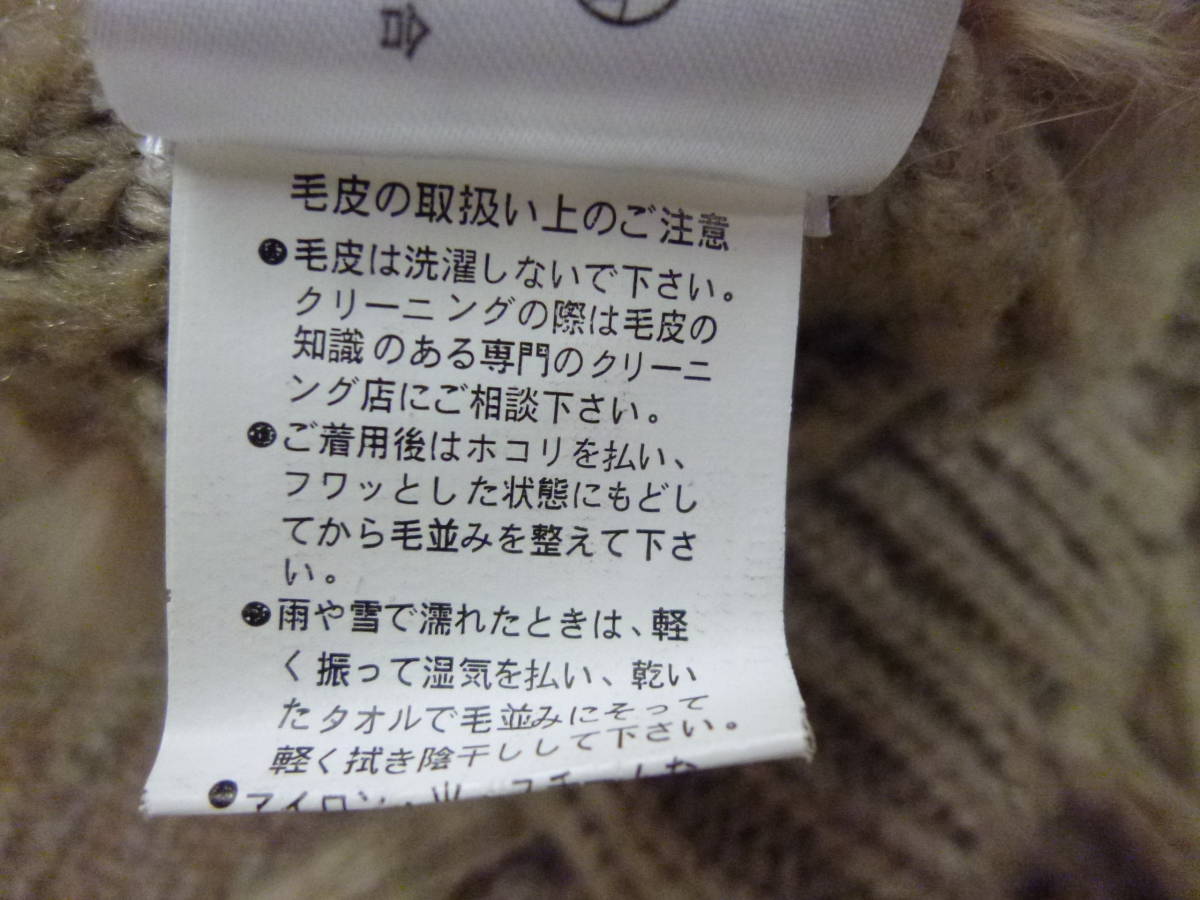 合
毛皮の取扱い上のご注意
●毛皮は洗濯しないで下さい。
クリーニングの際は毛皮の
知識のある専門のクリーニ
ング店にご相談下さい。
●ご着用後はホコリを払い、
フワッとした状態にもどし
てから毛並みを整えて下さ
い。
●雨や雪で濡れたときは、軽
く振って湿気を払い、乾い
たタオルで毛並みにそって
軽く拭き陰干しして下さい。
●アイロン、